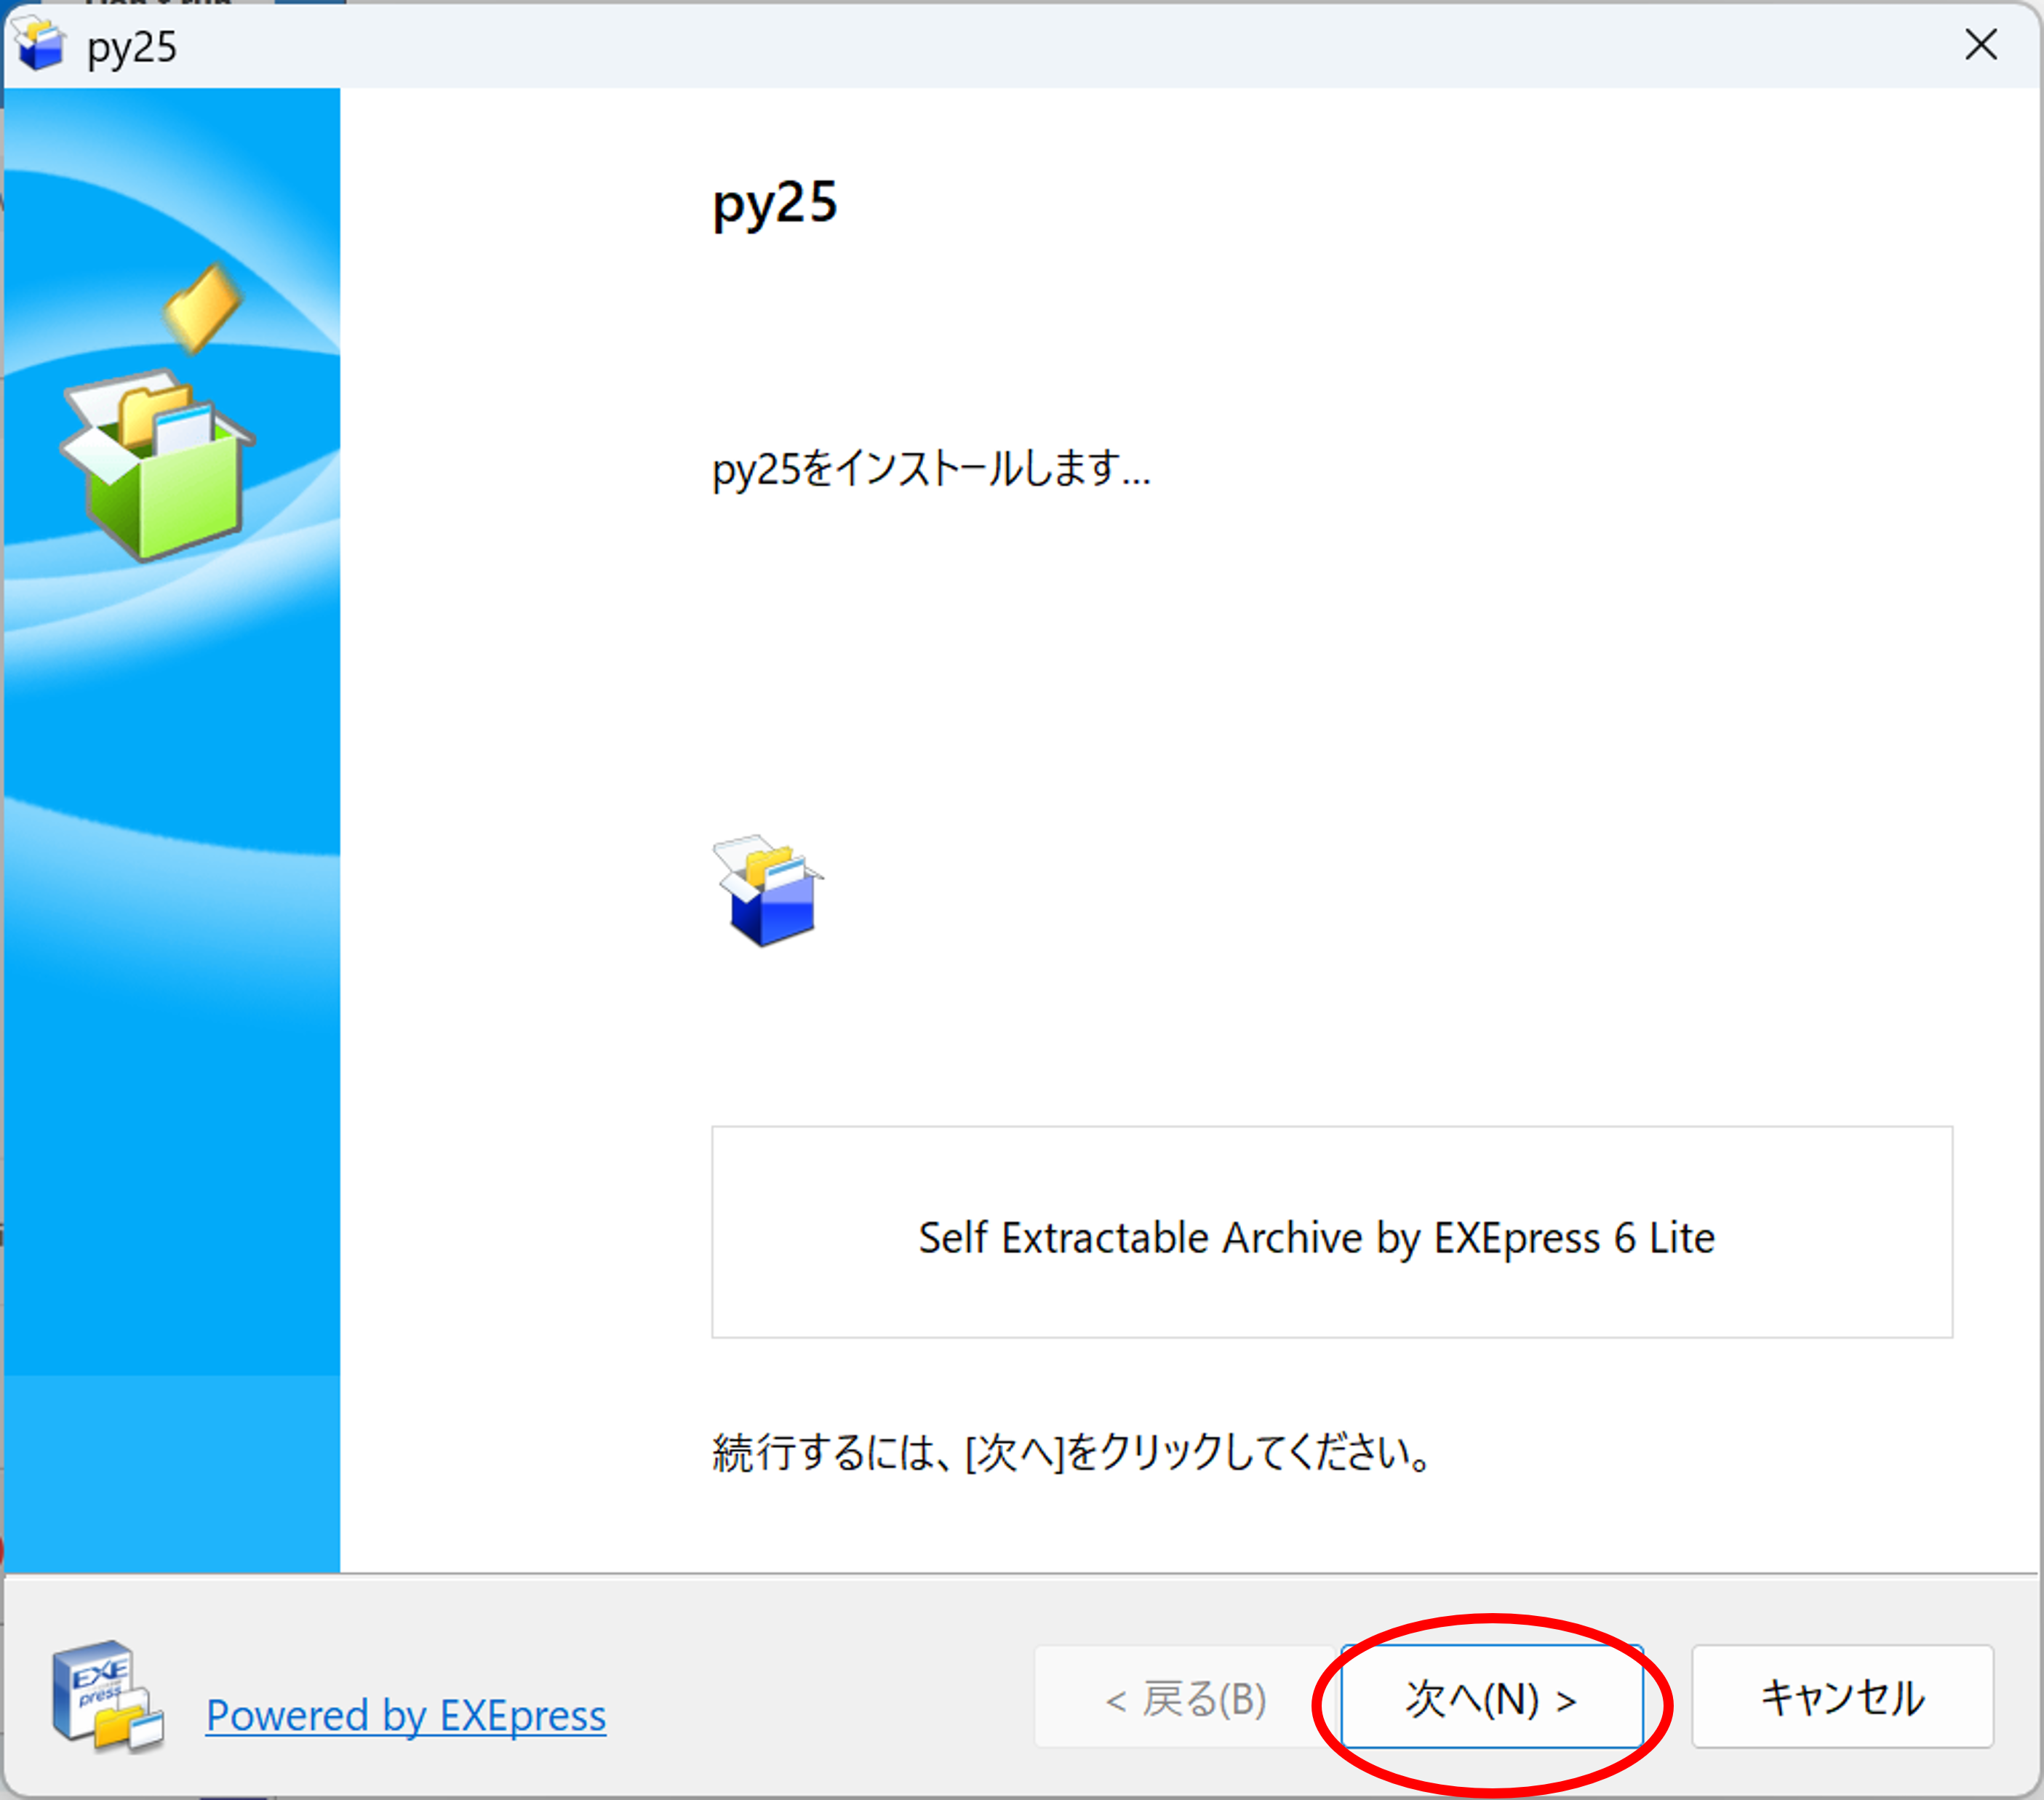 py25
py25
py25をインストールします...
Self Extractable Archive by EXEpress 6 Lite
続行するには、[次へ]をクリックしてください。
EXE
press
Powered by EXEpress
< 戻る(B)
次へ(N) >
キャンセル